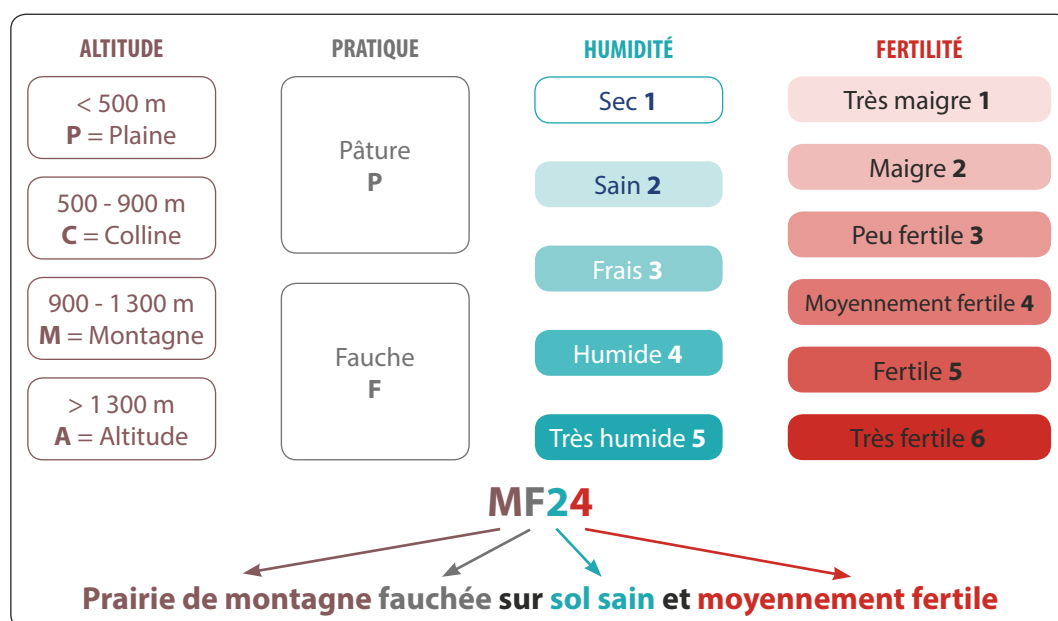 ALTITUDE
< 500 m
P = Plaine
500 - 900 m
C = Colline
900 - 1 300 m
M = Montagne
> 1 300 m
A = Altitude
PRATIQUE
Pâture
P
Fauche
F
HUMIDITÉ
Sec 1
Sain 2
Frais 3
Humide 4
Très humide 5
FERTILITÉ
Très maigre 1
Maigre 2
Peu fertile 3
Moyennement fertile 4
Fertile 5
Très fertile 6
MF24
Prairie de montagne fauchée sur sol sain et moyennement fertile